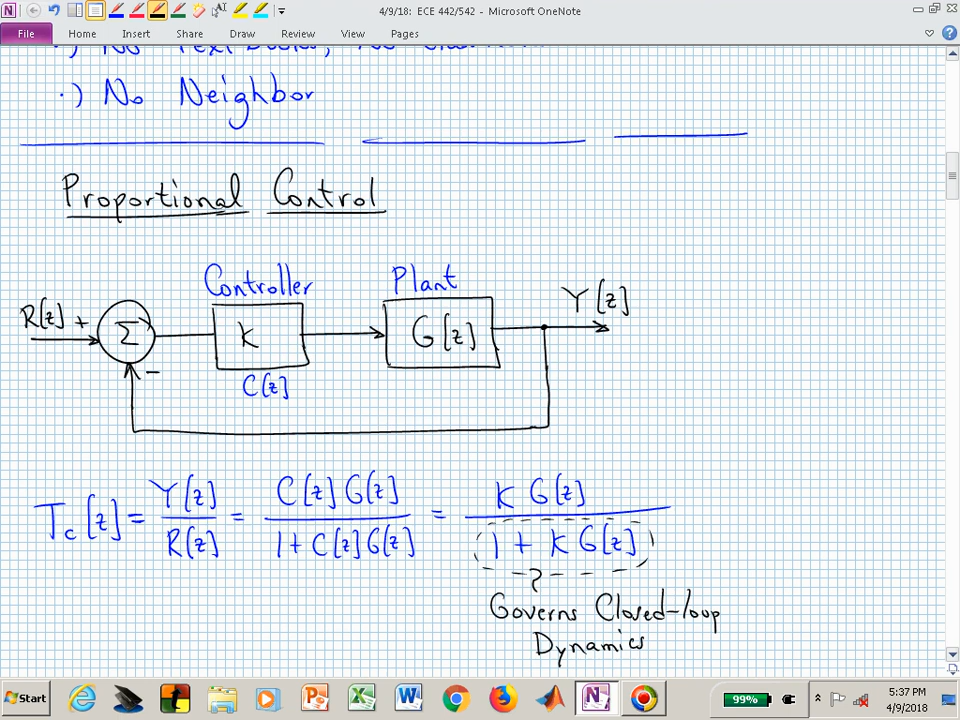 4/9/18: ECE 442/542 - Microsoft OneNote
File Home Insert Share Draw Review View Pages
·) No Neighbor
Proportional Control
Controller Plant
R[z] + Σ K G[z] Y[z]
−
C[z]
Tc[z] = Y[z]/R[z] = C[z]G[z]/1 + C[z]G[z] = K G[z]/1 + K G[z]
Governs Closed-loop
Dynamics
Start 99% 5:37 PM
4/9/2018